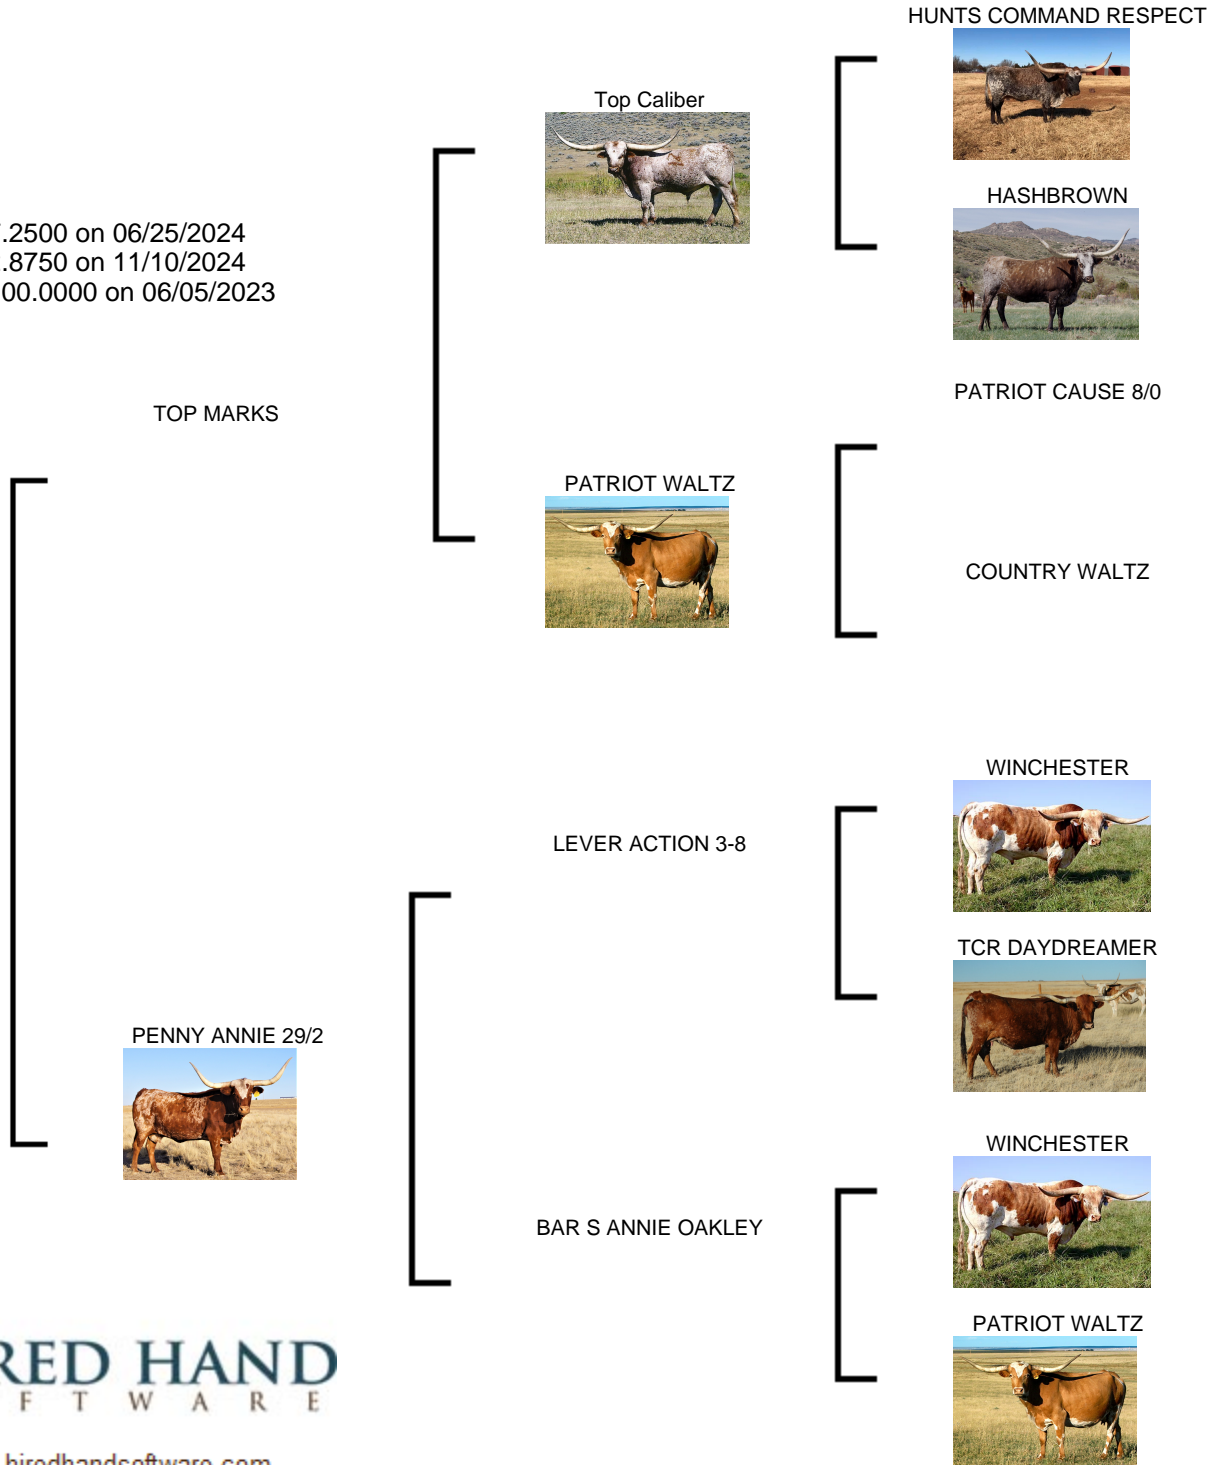 HUNTS COMMAND RESPECT
Top Caliber
HASHBROWN
.2500 on 06/25/2024
.8750 on 11/10/2024
00.0000 on 06/05/2023
PATRIOT CAUSE 8/0
TOP MARKS
PATRIOT WALTZ
COUNTRY WALTZ
WINCHESTER
LEVER ACTION 3-8
TCR DAYDREAMER
PENNY ANNIE 29/2
WINCHESTER
BAR S ANNIE OAKLEY
PATRIOT WALTZ
RED HAND
F T W A R E
hiredhandsoftware.com